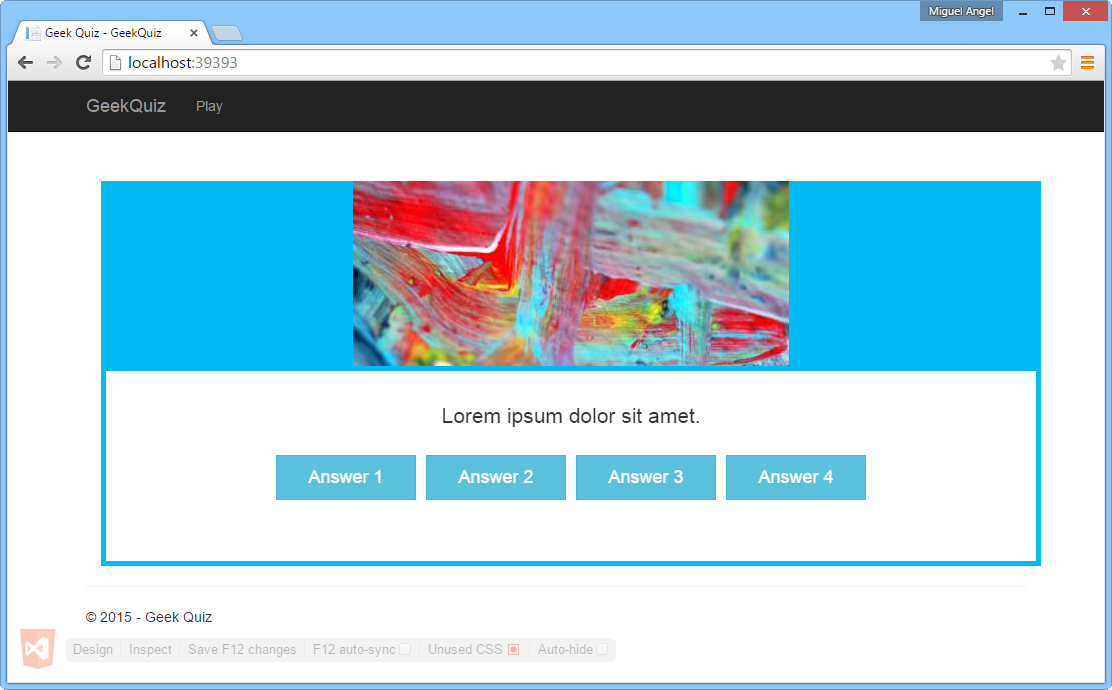 Miguel Angel
Geek Quiz - GeekQuiz
localhost:39393
GeekQuiz Play
Lorem ipsum dolor sit amet.
Answer 1 Answer 2 Answer 3 Answer 4
© 2015 - Geek Quiz
Design Inspect Save F12 changes F12 auto-sync Unused CSS Auto-hide